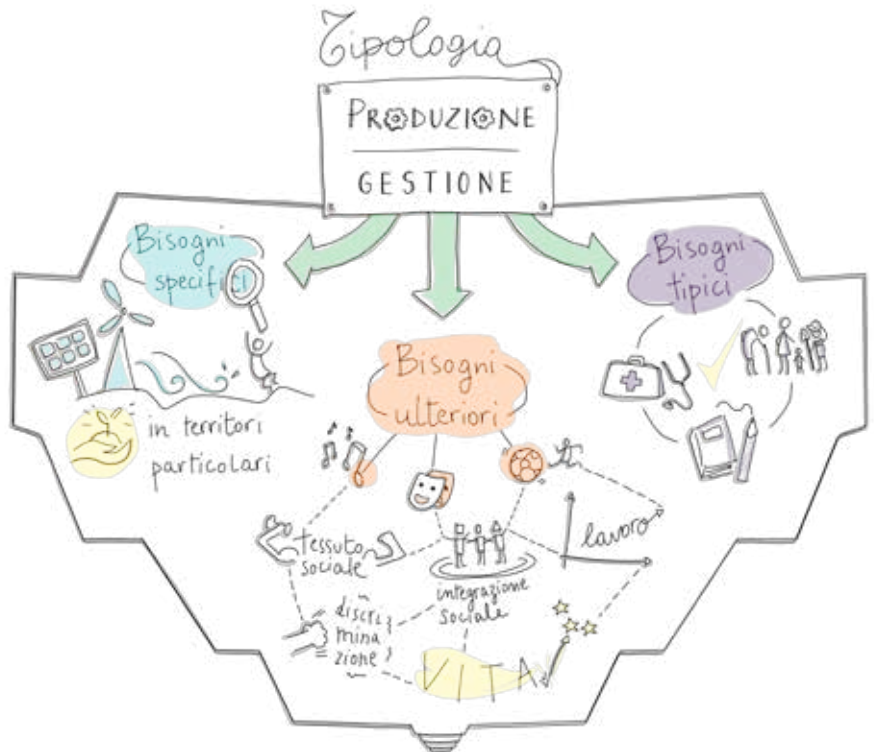 Tipologia
PRODUZIONE
GESTIONE
Bisogni
specifici
in territori
particolari
Bisogni
ulteriori
Bisogni
tipici
tessuto
sociale
integrazione
sociale
lavoro
discri
mina
zione
VITA